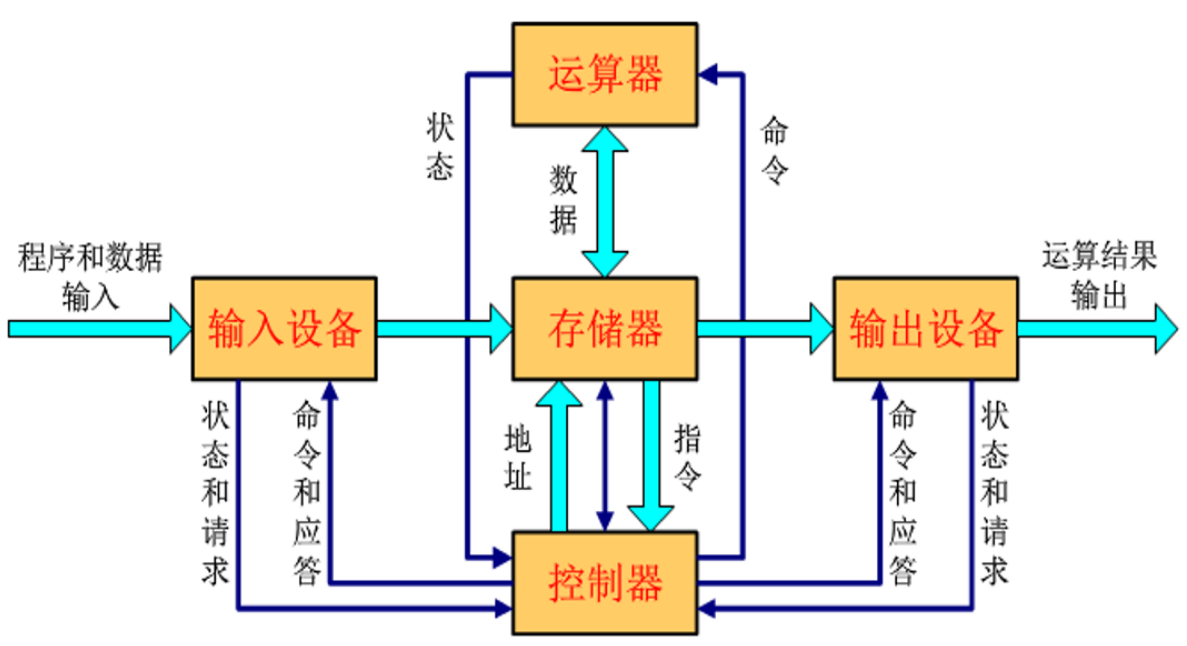 运算器
状态
命令
数据
程序和数据
输入
运算结果
输出
输入设备
存储器
输出设备
状态和请求
命令和应答
地址
指令
命令和应答
状态和请求
控制器